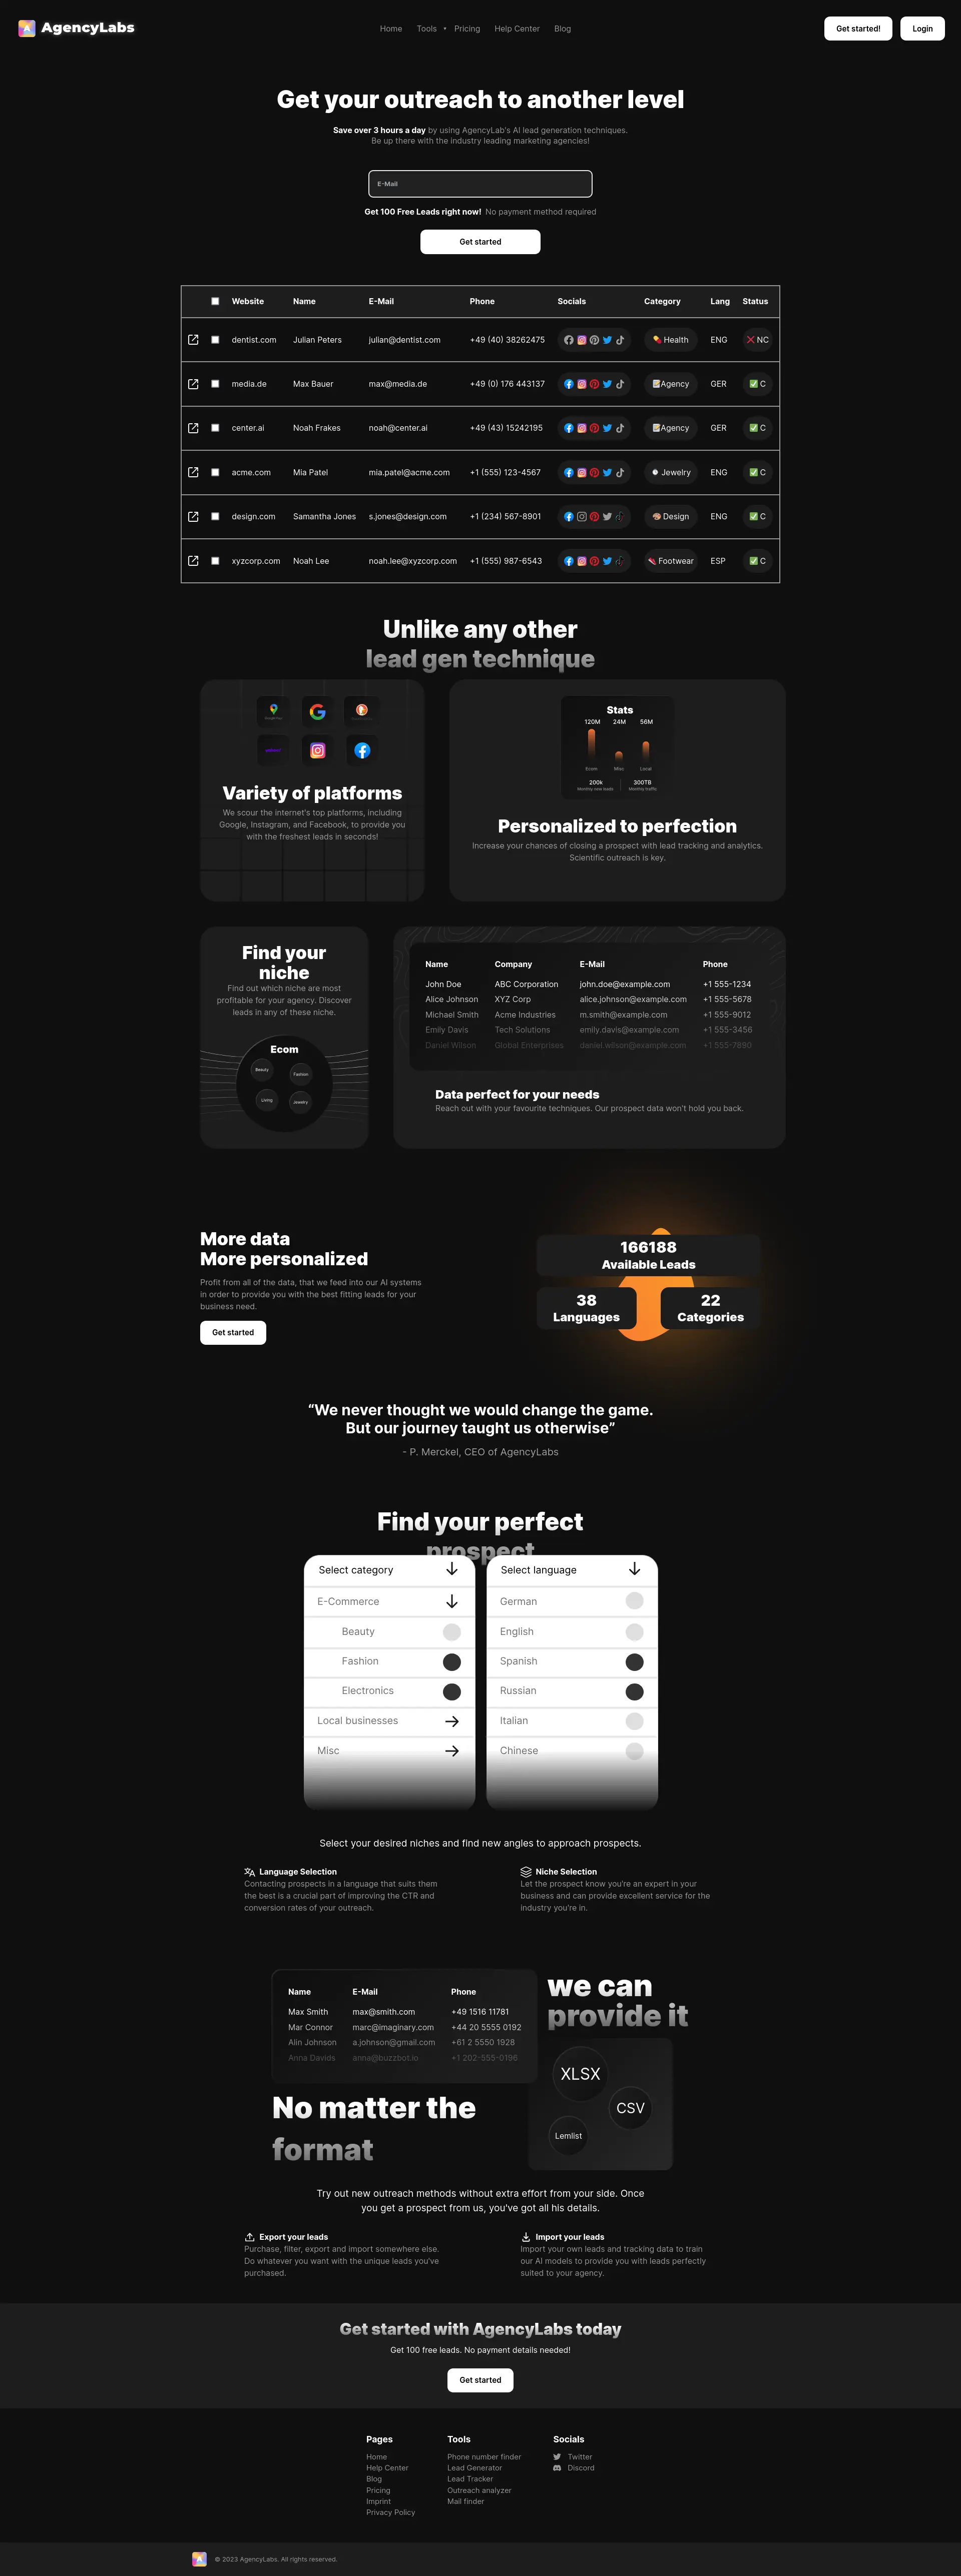 AgencyLabs
Home Tools Pricing Help Center Blog
Get started! Login
Get your outreach to another level
Save over 3 hours a day by using AgencyLab's AI lead generation techniques.
Be up there with the industry leading marketing agencies!
E-Mail
Get 100 Free Leads right now! No payment method required
Get started
Website Name E-Mail Phone Socials Category Lang Status
dentist.com Julian Peters julian@dentist.com +49 (40) 38262475 Health ENG NC
media.de Max Bauer max@media.de +49 (0) 176 443137 Agency GER C
center.ai Noah Frakes noah@center.ai +49 (43) 15242195 Agency GER C
acme.com Mia Patel mia.patel@acme.com +1 (555) 123-4567 Jewelry ENG C
design.com Samantha Jones s.jones@design.com +1 (234) 567-8901 Design ENG C
xyzcorp.com Noah Lee noah.lee@xyzcorp.com +1 (555) 987-6543 Footwear ESP C
Unlike any other
lead gen technique
Variety of platforms
We scour the internet's top platforms, including
Google, Instagram, and Facebook, to provide you
with the freshest leads in seconds!
Stats
120M 24M 56M
Ecom Misc Local
200k 300TB
Monthly new leads Monthly traffic
Personalized to perfection
Increase your chances of closing a prospect with lead tracking and analytics.
Scientific outreach is key.
Find your
niche
Find out which niche are most
profitable for your agency. Discover
leads in any of these niche.
Ecom
Beauty
Fashion
Living
Jewelry
Name Company E-Mail Phone
John Doe ABC Corporation john.doe@example.com +1 555-1234
Alice Johnson XYZ Corp alice.johnson@example.com +1 555-5678
Michael Smith Acme Industries m.smith@example.com +1 555-9012
Emily Davis Tech Solutions emily.davis@example.com +1 555-3456
Daniel Wilson Global Enterprises daniel.wilson@example.com +1 555-7890
Data perfect for your needs
Reach out with your favourite techniques. Our prospect data won't hold you back.
More data
More personalized
Profit from all of the data, that we feed into our AI systems
in order to provide you with the best fitting leads for your
business need.
Get started
166188
Available Leads
38
Languages
22
Categories
“We never thought we would change the game.
But our journey taught us otherwise”
- P. Merckel, CEO of AgencyLabs
Find your perfect
prospect
Select category
E-Commerce
Beauty
Fashion
Electronics
Local businesses
Misc
Select language
German
English
Spanish
Russian
Italian
Chinese
Select your desired niches and find new angles to approach prospects.
Language Selection
Contacting prospects in a language that suits them
the best is a crucial part of improving the CTR and
conversion rates of your outreach.
Niche Selection
Let the prospect know you're an expert in your
business and can provide excellent service for the
industry you're in.
Name E-Mail Phone
Max Smith max@smith.com +49 1516 11781
Mar Connor marc@imaginary.com +44 20 5555 0192
Alin Johnson a.johnson@gmail.com +61 2 5550 1928
Anna Davids anna@buzzbot.io +1 202-555-0196
we can
provide it
No matter the
format
XLSX
CSV
Lemlist
Try out new outreach methods without extra effort from your side. Once
you get a prospect from us, you've got all his details.
Export your leads
Purchase, filter, export and import somewhere else.
Do whatever you want with the unique leads you've
purchased.
Import your leads
Import your own leads and tracking data to train
our AI models to provide you with leads perfectly
suited to your agency.
Get started with AgencyLabs today
Get 100 free leads. No payment details needed!
Get started
Pages
Home
Help Center
Blog
Pricing
Imprint
Privacy Policy
Tools
Phone number finder
Lead Generator
Lead Tracker
Outreach analyzer
Mail finder
Socials
Twitter
Discord
© 2023 AgencyLabs. All rights reserved.